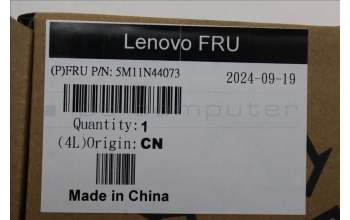 Lenovo FRU
(P)FRU P/N: 5M11N44073
2024-09-19
Quantity: 1
(4L)Origin: CN
Made in China